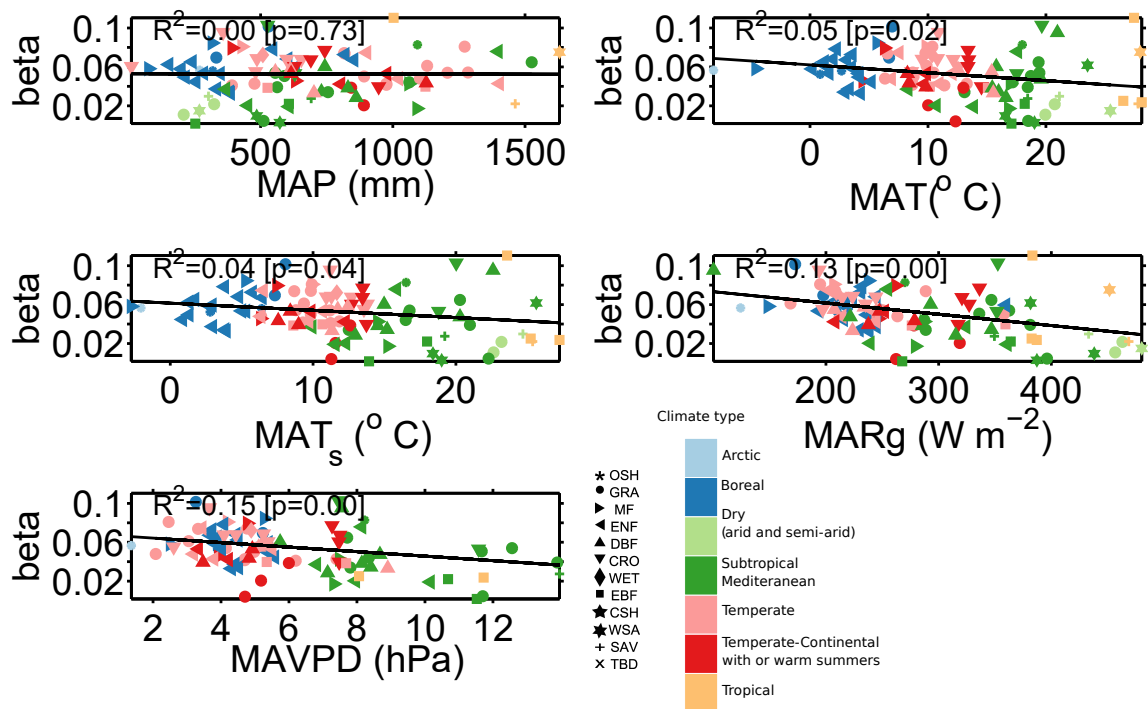 R²=0.00 [p=0.73]
beta
0.1
0.06
0.02
500
1000
1500
MAP (mm)
R²=0.05 [p=0.02]
beta
0.1
0.06
0.02
0
10
20
MAT(° C)
R²=0.04 [p=0.04]
beta
0.1
0.06
0.02
0
10
20
MATₛ (° C)
R²=0.13 [p=0.00]
beta
0.1
0.06
0.02
200
300
400
MARg (W m⁻²)
R²=0.15 [p=0.00]
beta
0.1
0.06
0.02
2
4
6
8
10
12
MAVPD (hPa)
OSH
GRA
MF
ENF
DBF
CRO
WET
EBF
CSH
WSA
SAV
TBD
Climate type
Arctic
Boreal
Dry
(arid and semi-arid)
Subtropical
Mediteranean
Temperate
Temperate-Continental
with or warm summers
Tropical